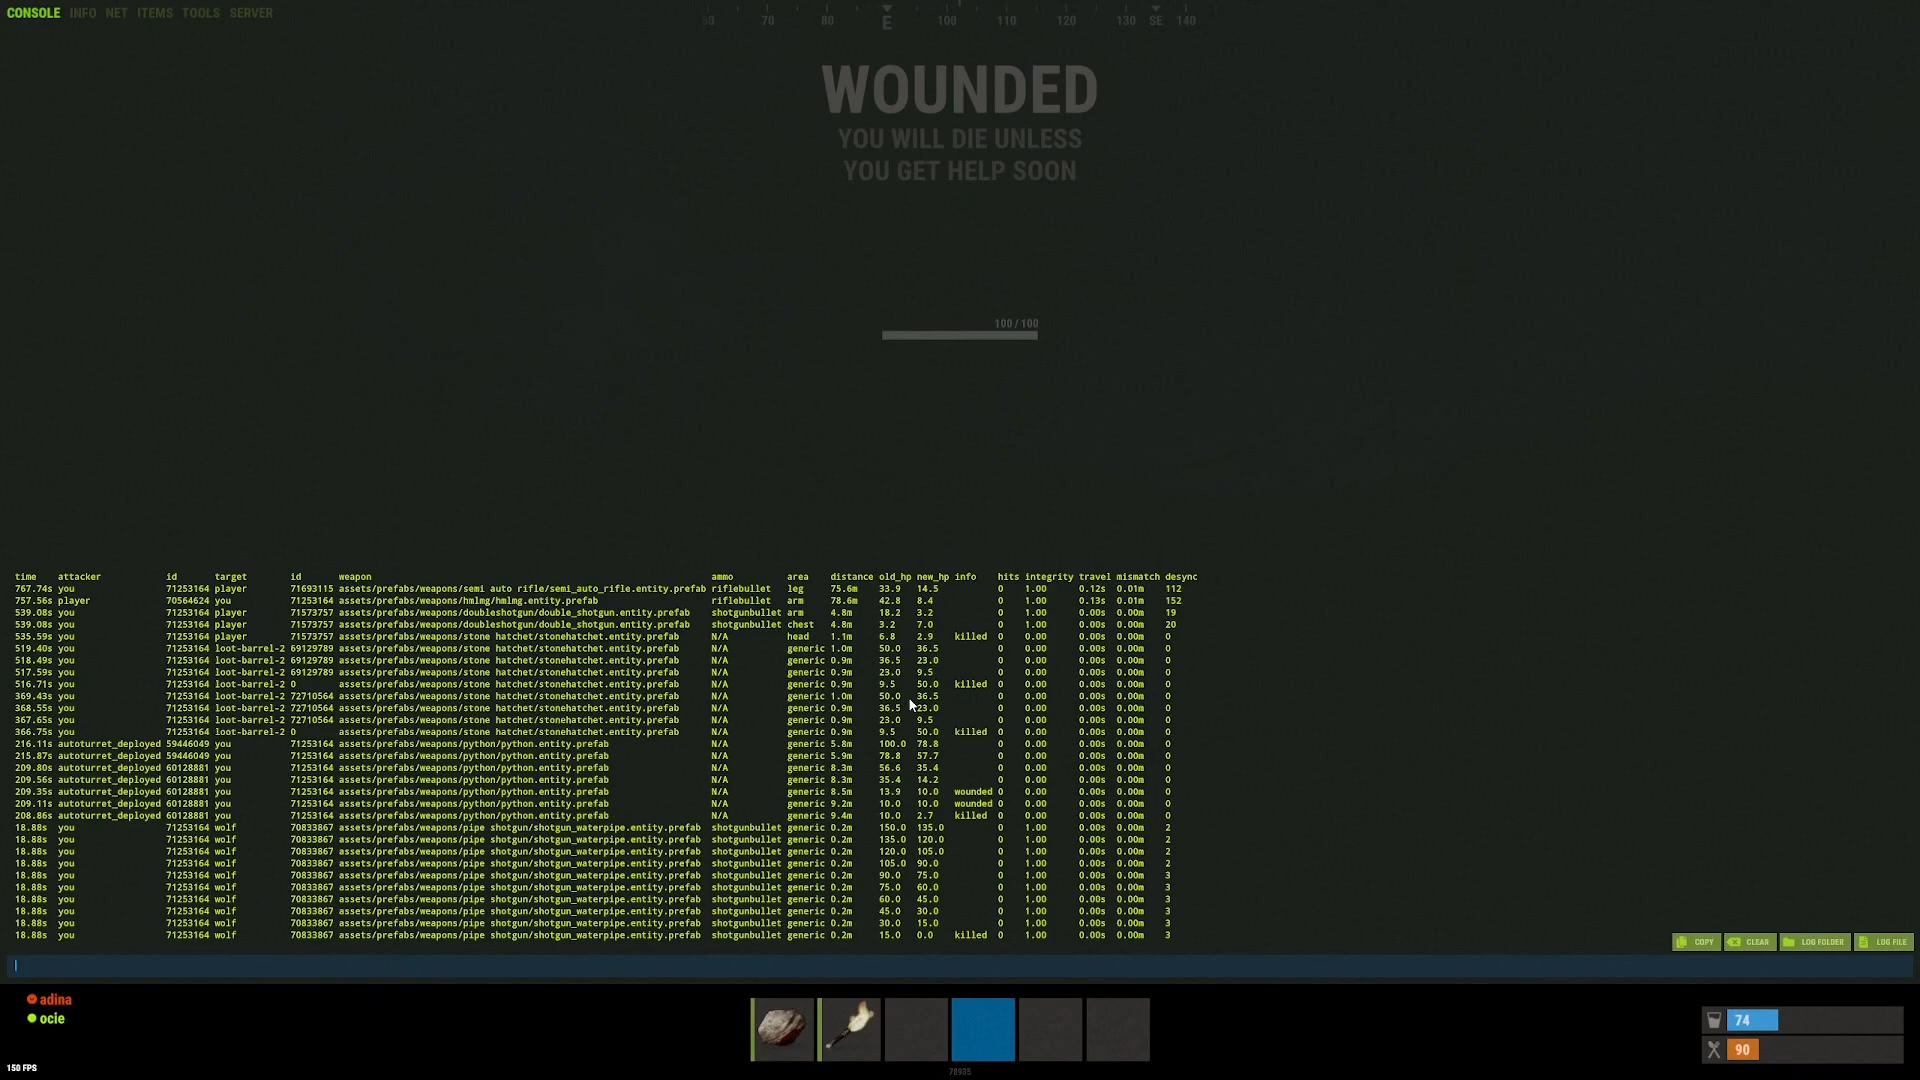 CONSOLE INFO NET ITEMS TOOLS SERVER
70 80 E 100 110 120 130 SE 140
WOUNDED
YOU WILL DIE UNLESS
YOU GET HELP SOON
100 / 100
time attacker id target id weapon ammo area distance old_hp new_hp info hits integrity travel mismatch desync
767.74s you 71253164 player 71693115 assets/prefabs/weapons/semi auto rifle/semi_auto_rifle.entity.prefab riflebullet leg 75.6m 33.9 14.5 0 1.00 0.12s 0.01m 112
757.56s player 70564624 you 71253164 assets/prefabs/weapons/hmlmg/hmlmg.entity.prefab riflebullet arm 78.6m 42.8 8.4 0 1.00 0.13s 0.01m 152
539.08s you 71253164 player 71573757 assets/prefabs/weapons/doubleshotgun/double_shotgun.entity.prefab shotgunbullet arm 4.8m 18.2 3.2 0 1.00 0.00s 0.00m 19
539.08s you 71253164 player 71573757 assets/prefabs/weapons/doubleshotgun/double_shotgun.entity.prefab shotgunbullet chest 4.8m 3.2 7.0 0 1.00 0.00s 0.00m 20
535.59s you 71253164 player 71573757 assets/prefabs/weapons/stone hatchet/stonehatchet.entity.prefab N/A head 1.1m 6.8 2.9 killed 0 0.00 0.00s 0.00m 0
519.40s you 71253164 loot-barrel-2 69129789 assets/prefabs/weapons/stone hatchet/stonehatchet.entity.prefab N/A generic 1.0m 50.0 36.5 0 0.00 0.00s 0.00m 0
518.49s you 71253164 loot-barrel-2 69129789 assets/prefabs/weapons/stone hatchet/stonehatchet.entity.prefab N/A generic 0.9m 36.5 23.0 0 0.00 0.00s 0.00m 0
517.59s you 71253164 loot-barrel-2 69129789 assets/prefabs/weapons/stone hatchet/stonehatchet.entity.prefab N/A generic 0.9m 23.0 9.5 0 0.00 0.00s 0.00m 0
516.71s you 71253164 loot-barrel-2 0 assets/prefabs/weapons/stone hatchet/stonehatchet.entity.prefab N/A generic 0.9m 9.5 50.0 killed 0 0.00 0.00s 0.00m 0
369.43s you 71253164 loot-barrel-2 72710564 assets/prefabs/weapons/stone hatchet/stonehatchet.entity.prefab N/A generic 1.0m 50.0 36.5 0 0.00 0.00s 0.00m 0
368.55s you 71253164 loot-barrel-2 72710564 assets/prefabs/weapons/stone hatchet/stonehatchet.entity.prefab N/A generic 0.9m 36.5 23.0 0 0.00 0.00s 0.00m 0
367.65s you 71253164 loot-barrel-2 72710564 assets/prefabs/weapons/stone hatchet/stonehatchet.entity.prefab N/A generic 0.9m 23.0 9.5 0 0.00 0.00s 0.00m 0
366.75s you 71253164 loot-barrel-2 0 assets/prefabs/weapons/stone hatchet/stonehatchet.entity.prefab N/A generic 0.9m 9.5 50.0 killed 0 0.00 0.00s 0.00m 0
216.11s autoturret_deployed 59446049 you 71253164 assets/prefabs/weapons/python/python.entity.prefab N/A generic 5.8m 100.0 78.8 0 0.00 0.00s 0.00m 0
215.87s autoturret_deployed 59446049 you 71253164 assets/prefabs/weapons/python/python.entity.prefab N/A generic 5.9m 78.8 57.7 0 0.00 0.00s 0.00m 0
209.80s autoturret_deployed 60128881 you 71253164 assets/prefabs/weapons/python/python.entity.prefab N/A generic 8.3m 56.6 35.4 0 0.00 0.00s 0.00m 0
209.56s autoturret_deployed 60128881 you 71253164 assets/prefabs/weapons/python/python.entity.prefab N/A generic 8.3m 35.4 14.2 0 0.00 0.00s 0.00m 0
209.35s autoturret_deployed 60128881 you 71253164 assets/prefabs/weapons/python/python.entity.prefab N/A generic 8.5m 13.9 10.0 wounded 0 0.00 0.00s 0.00m 0
209.11s autoturret_deployed 60128881 you 71253164 assets/prefabs/weapons/python/python.entity.prefab N/A generic 9.2m 10.0 10.0 wounded 0 0.00 0.00s 0.00m 0
208.86s autoturret_deployed 60128881 you 71253164 assets/prefabs/weapons/python/python.entity.prefab N/A generic 9.4m 10.0 2.7 killed 0 0.00 0.00s 0.00m 0
18.88s you 71253164 wolf 70833867 assets/prefabs/weapons/pipe shotgun/shotgun_waterpipe.entity.prefab shotgunbullet generic 0.2m 150.0 135.0 0 1.00 0.00s 0.00m 2
18.88s you 71253164 wolf 70833867 assets/prefabs/weapons/pipe shotgun/shotgun_waterpipe.entity.prefab shotgunbullet generic 0.2m 135.0 120.0 0 1.00 0.00s 0.00m 2
18.88s you 71253164 wolf 70833867 assets/prefabs/weapons/pipe shotgun/shotgun_waterpipe.entity.prefab shotgunbullet generic 0.2m 120.0 105.0 0 1.00 0.00s 0.00m 2
18.88s you 71253164 wolf 70833867 assets/prefabs/weapons/pipe shotgun/shotgun_waterpipe.entity.prefab shotgunbullet generic 0.2m 105.0 90.0 0 1.00 0.00s 0.00m 2
18.88s you 71253164 wolf 70833867 assets/prefabs/weapons/pipe shotgun/shotgun_waterpipe.entity.prefab shotgunbullet generic 0.2m 90.0 75.0 0 1.00 0.00s 0.00m 3
18.88s you 71253164 wolf 70833867 assets/prefabs/weapons/pipe shotgun/shotgun_waterpipe.entity.prefab shotgunbullet generic 0.2m 75.0 60.0 0 1.00 0.00s 0.00m 3
18.88s you 71253164 wolf 70833867 assets/prefabs/weapons/pipe shotgun/shotgun_waterpipe.entity.prefab shotgunbullet generic 0.2m 60.0 45.0 0 1.00 0.00s 0.00m 3
18.88s you 71253164 wolf 70833867 assets/prefabs/weapons/pipe shotgun/shotgun_waterpipe.entity.prefab shotgunbullet generic 0.2m 45.0 30.0 0 1.00 0.00s 0.00m 3
18.88s you 71253164 wolf 70833867 assets/prefabs/weapons/pipe shotgun/shotgun_waterpipe.entity.prefab shotgunbullet generic 0.2m 30.0 15.0 0 1.00 0.00s 0.00m 3
18.88s you 71253164 wolf 70833867 assets/prefabs/weapons/pipe shotgun/shotgun_waterpipe.entity.prefab shotgunbullet generic 0.2m 15.0 0.0 killed 0 1.00 0.00s 0.00m 3
COPY CLEAR LOG FOLDER LOG FILE
adina
ocie
74
90
150 FPS